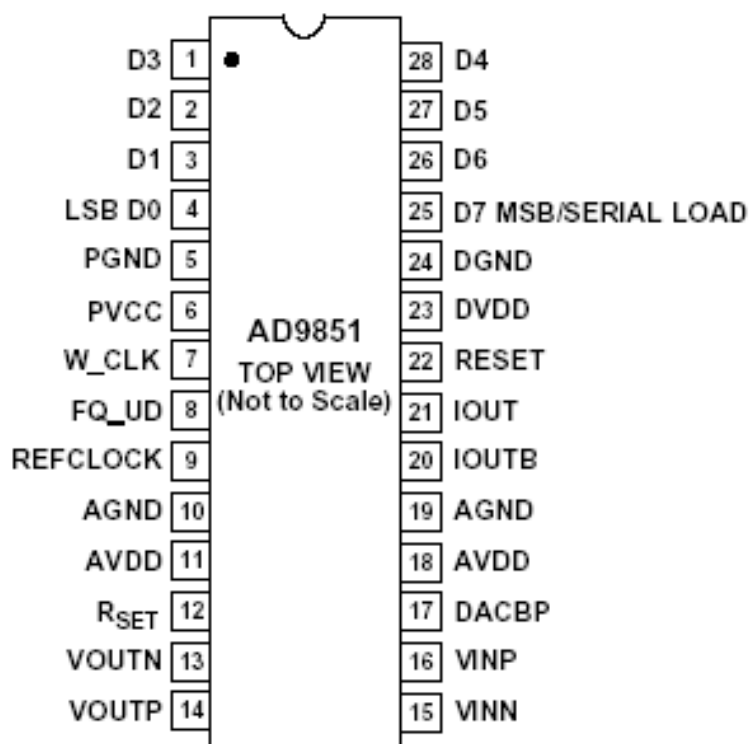 D3 1 28 D4
D2 2 27 D5
D1 3 26 D6
LSB D0 4 25 D7 MSB/SERIAL LOAD
PGND 5 24 DGND
PVCC 6 23 DVDD
W_CLK 7 22 RESET
FQ_UD 8 21 IOUT
REFCLOCK 9 20 IOUTB
AGND 10 19 AGND
AVDD 11 18 AVDD
RSET 12 17 DACBP
VOUTN 13 16 VINP
VOUTP 14 15 VINN
AD9851
TOP VIEW
(Not to Scale)